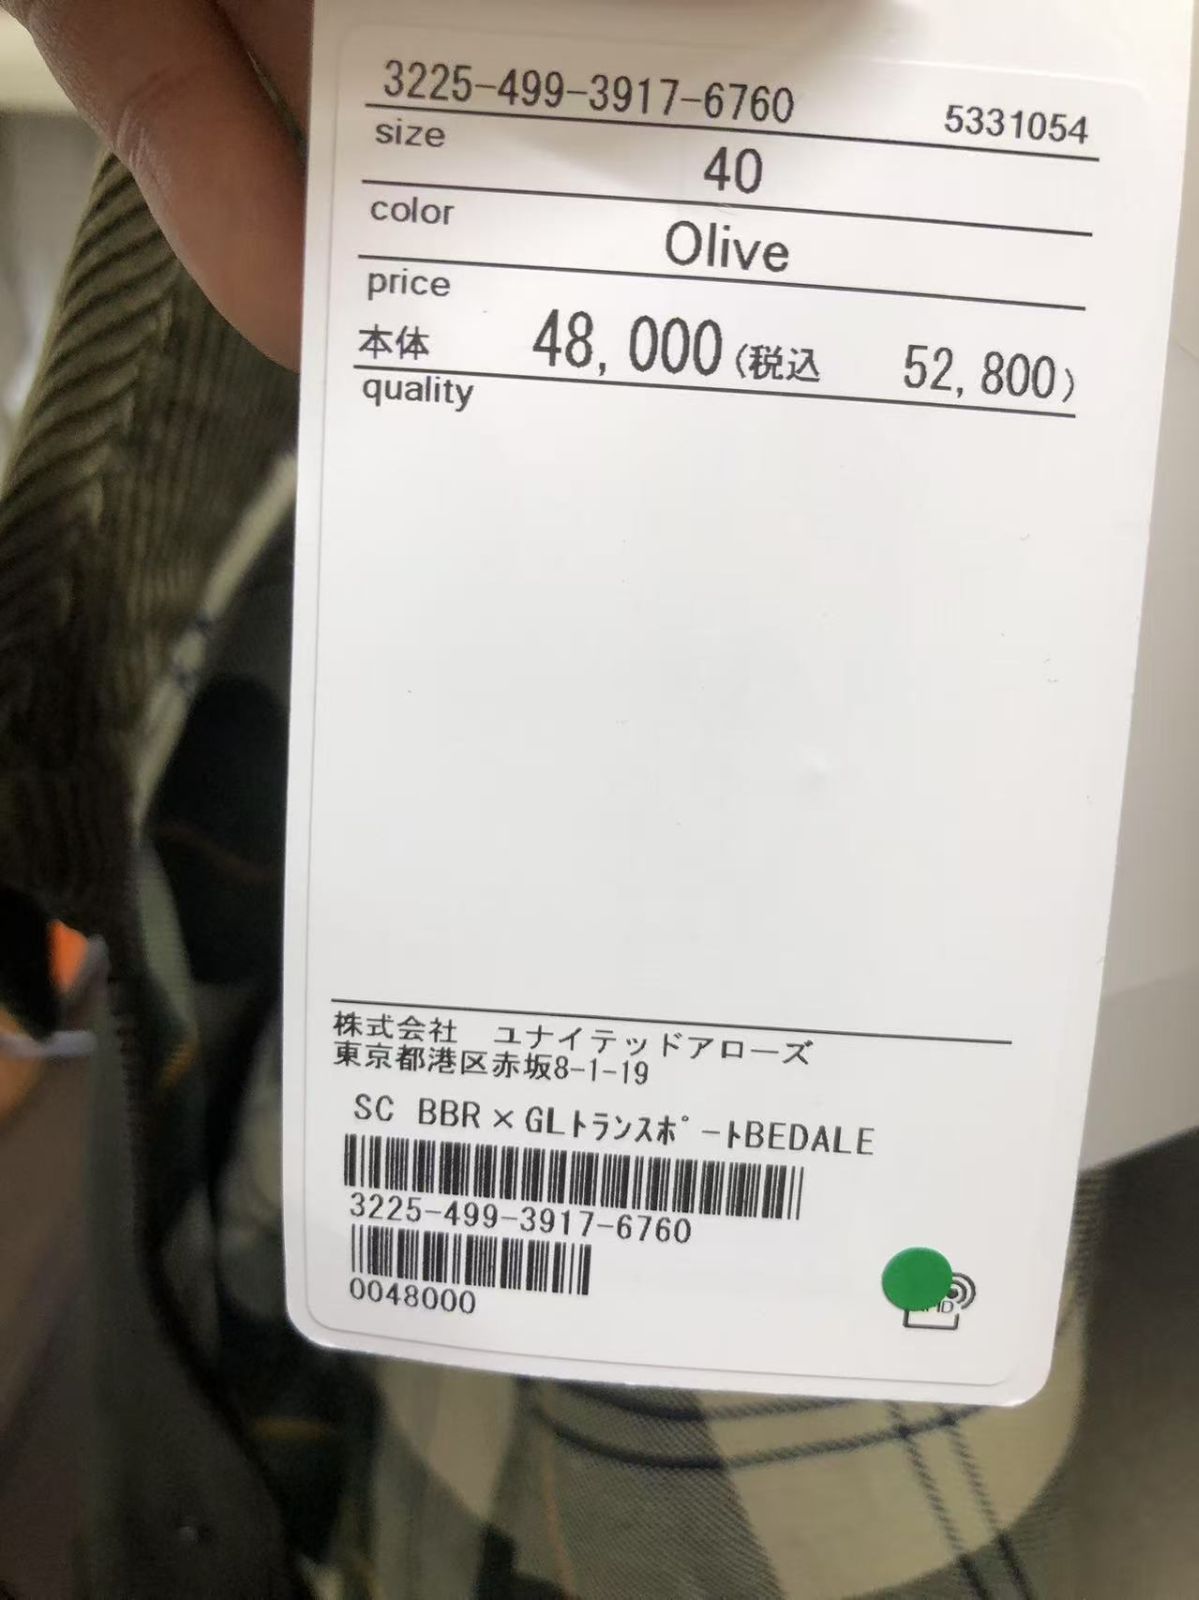 3225-499-3917-6760 5331054
size 40
color Olive
price
本体 48,000(税込 52,800)
quality
株式会社 ユナイテッドアローズ
東京都港区赤坂8-1-19
SC BBR×GLトランスポートBEDALE
3225-499-3917-6760
0048000